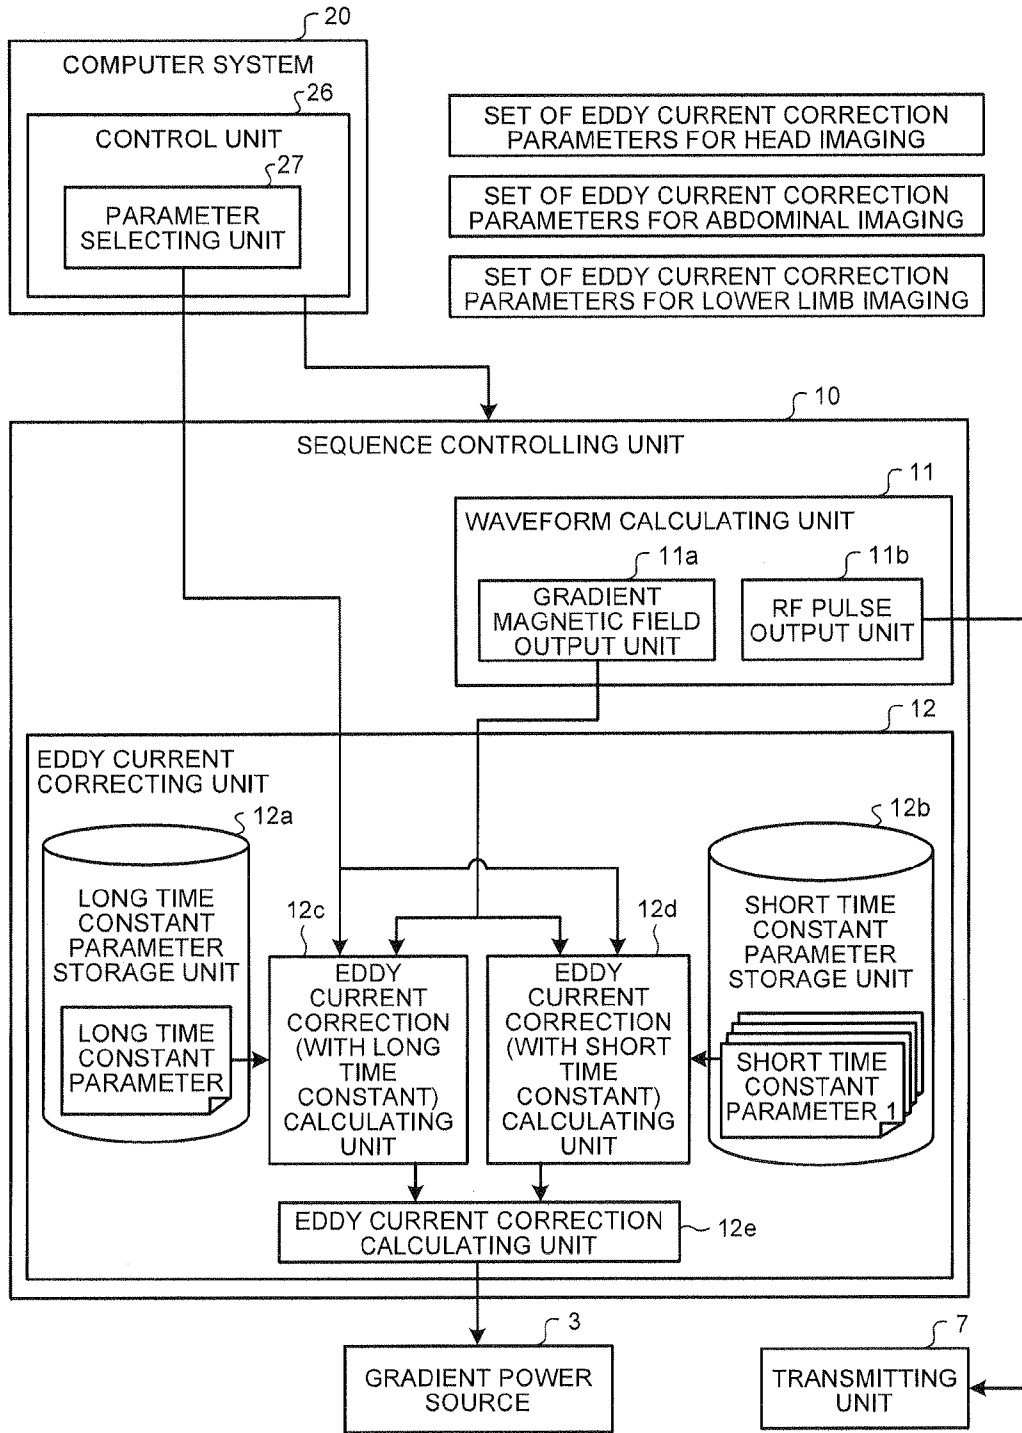 20
COMPUTER SYSTEM
26
CONTROL UNIT
27
PARAMETER
SELECTING UNIT
SET OF EDDY CURRENT CORRECTION
PARAMETERS FOR HEAD IMAGING
SET OF EDDY CURRENT CORRECTION
PARAMETERS FOR ABDOMINAL IMAGING
SET OF EDDY CURRENT CORRECTION
PARAMETERS FOR LOWER LIMB IMAGING
10
SEQUENCE CONTROLLING UNIT
11
WAVEFORM CALCULATING UNIT
11a
GRADIENT
MAGNETIC FIELD
OUTPUT UNIT
11b
RF PULSE
OUTPUT UNIT
12
EDDY CURRENT
CORRECTING UNIT
12a
LONG TIME
CONSTANT
PARAMETER
STORAGE UNIT
LONG TIME
CONSTANT
PARAMETER
12c
EDDY
CURRENT
CORRECTION
(WITH LONG
TIME
CONSTANT)
CALCULATING
UNIT
12d
EDDY
CURRENT
CORRECTION
(WITH SHORT
TIME
CONSTANT)
CALCULATING
UNIT
12b
SHORT TIME
CONSTANT
PARAMETER
STORAGE UNIT
SHORT TIME
CONSTANT
PARAMETER 1
EDDY CURRENT CORRECTION
CALCULATING UNIT
12e
3
GRADIENT POWER
SOURCE
7
TRANSMITTING
UNIT